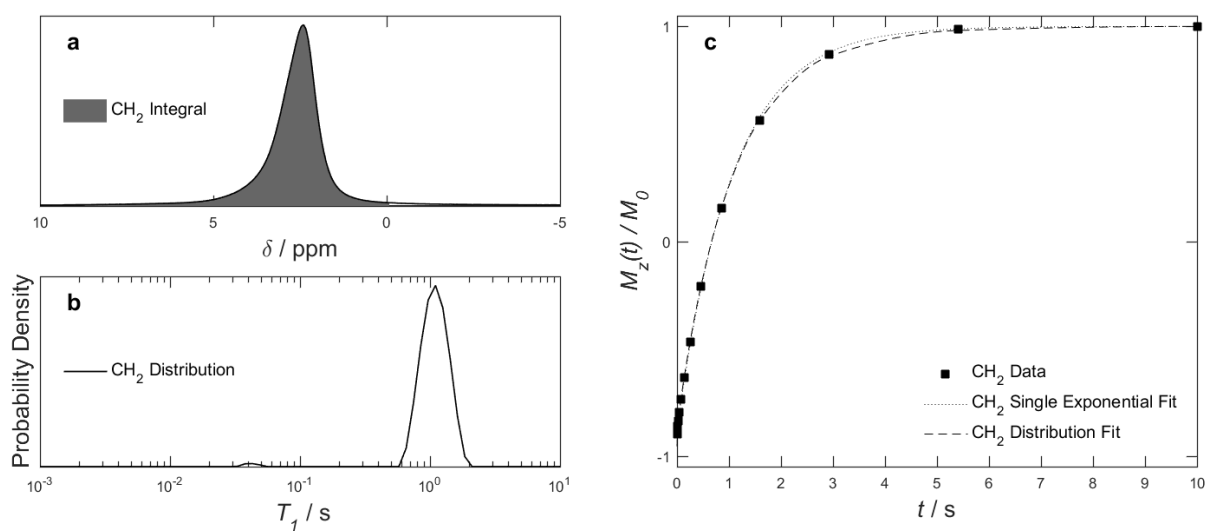 a
CH₂ Integral
10 5 0 -5
δ / ppm
b
Probability Density
CH₂ Distribution
10⁻³ 10⁻² 10⁻¹ 10⁰ 10¹
T₁ / s
c
1
0
-1
M_z(t) / M₀
CH₂ Data
CH₂ Single Exponential Fit
CH₂ Distribution Fit
0 1 2 3 4 5 6 7 8 9 10
t / s